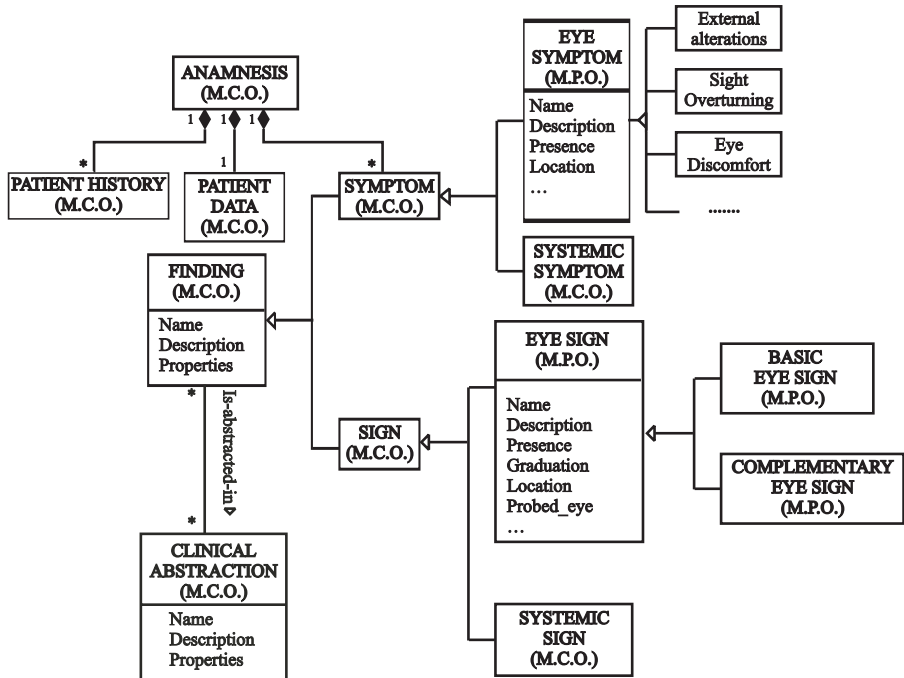 ANAMNESIS
(M.C.O.)
1
1
1
*
1
*
PATIENT HISTORY
(M.C.O.)
PATIENT
DATA
(M.C.O.)
SYMPTOM
(M.C.O.)
EYE
SYMPTOM
(M.P.O.)
Name
Description
Presence
Location
...
External
alterations
Sight
Overturning
Eye
Discomfort
.......
SYSTEMIC
SYMPTOM
(M.C.O.)
FINDING
(M.C.O.)
Name
Description
Properties
*
Is-abstracted-in
*
CLINICAL
ABSTRACTION
(M.C.O.)
Name
Description
Properties
SIGN
(M.C.O.)
EYE SIGN
(M.P.O.)
Name
Description
Presence
Graduation
Location
Probed_eye
...
BASIC
EYE SIGN
(M.P.O.)
COMPLEMENTARY
EYE SIGN
(M.P.O.)
SYSTEMIC
SIGN
(M.C.O.)